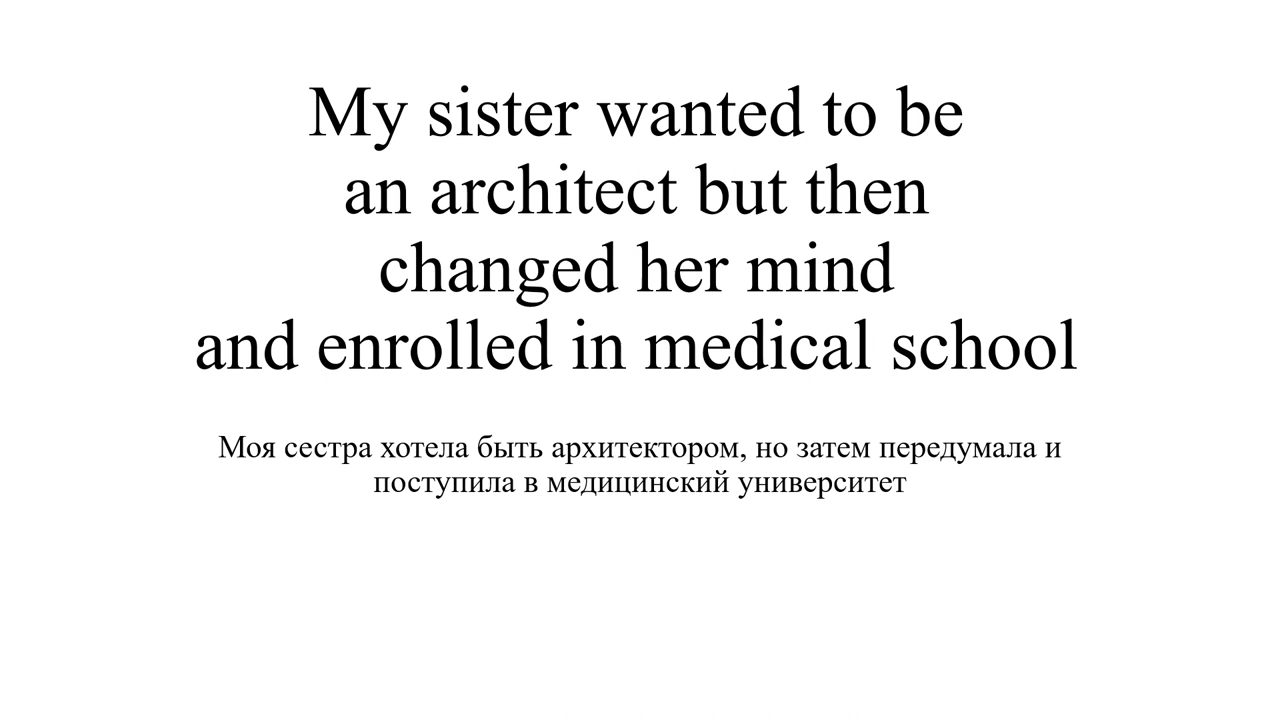 My sister wanted to be
an architect but then
changed her mind
and enrolled in medical school
Моя сестра хотела быть архитектором, но затем передумала и
поступила в медицинский университет